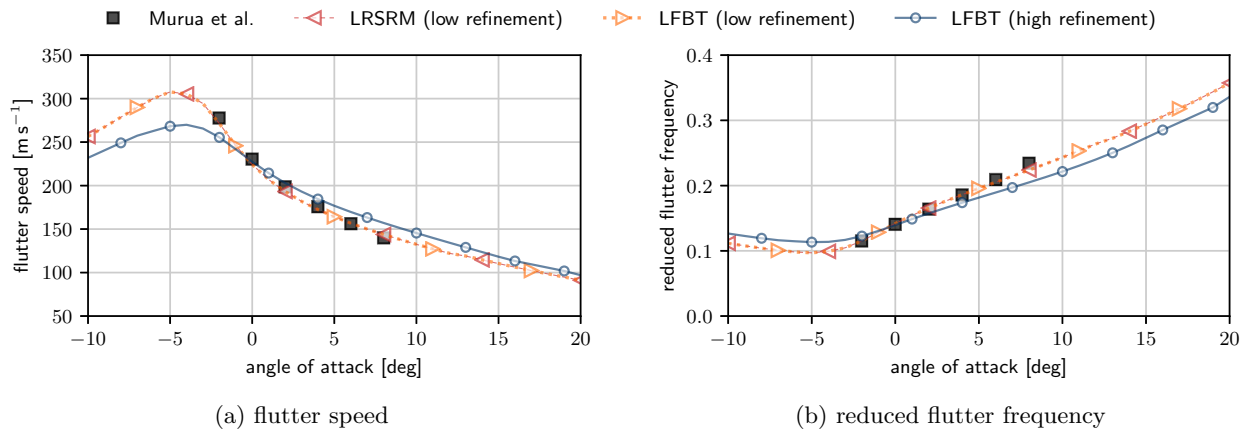 Murua et al. LRSRM (low refinement) LFBT (low refinement) LFBT (high refinement)
350
300
250
200
150
100
50
flutter speed [m s⁻¹]
−10 −5 0 5 10 15 20
angle of attack [deg]
(a) flutter speed
0.4
0.3
0.2
0.1
0.0
reduced flutter frequency
−10 −5 0 5 10 15 20
angle of attack [deg]
(b) reduced flutter frequency